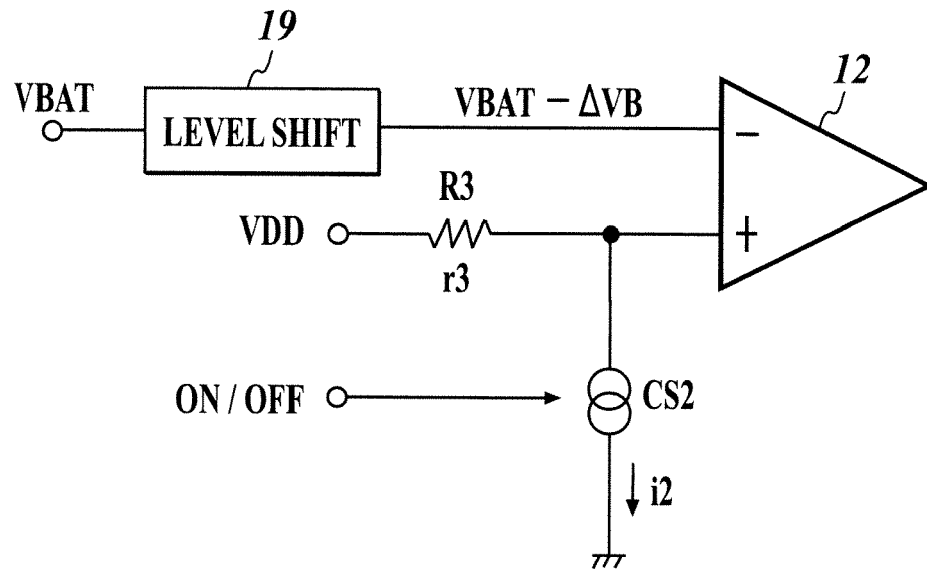 19
12
VBAT
LEVEL SHIFT
VBAT − ΔVB
−
R3
VDD
+
r3
ON / OFF
CS2
i2